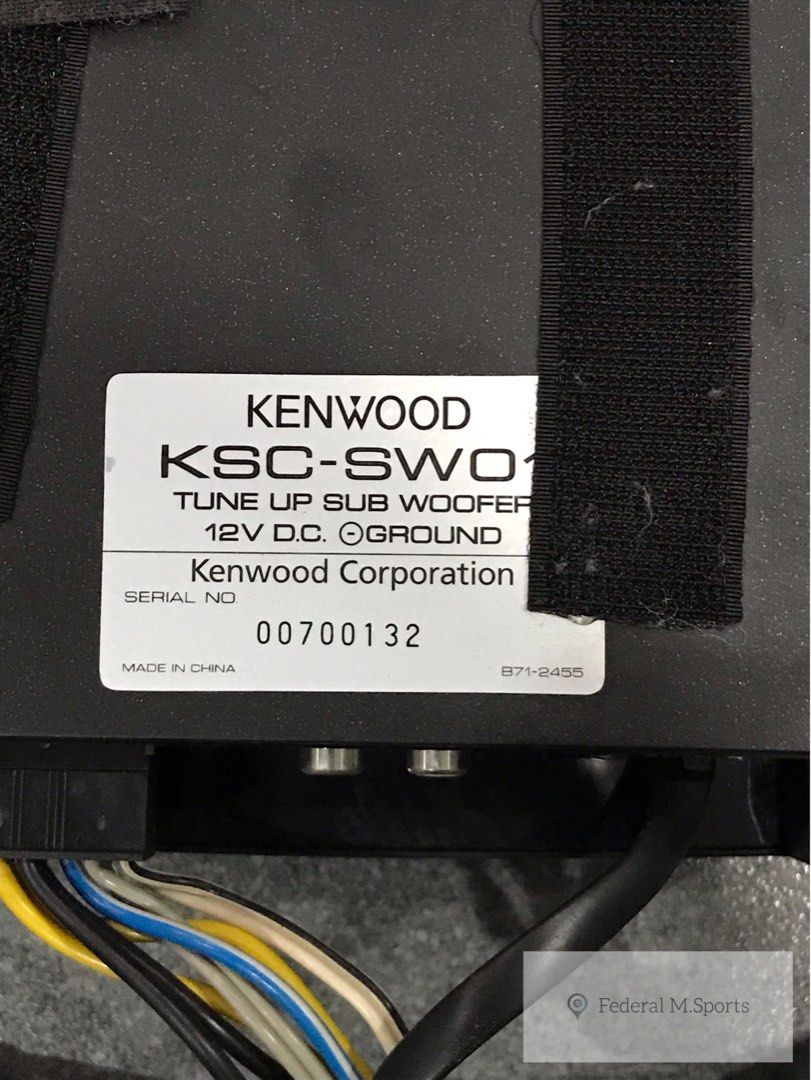 KENWOOD
KSC-SW01
TUNE UP SUB WOOFER
12V D.C. ⊖GROUND
Kenwood Corporation
SERIAL NO.
00700132
MADE IN CHINA
B71-2455
Federal M.Sports